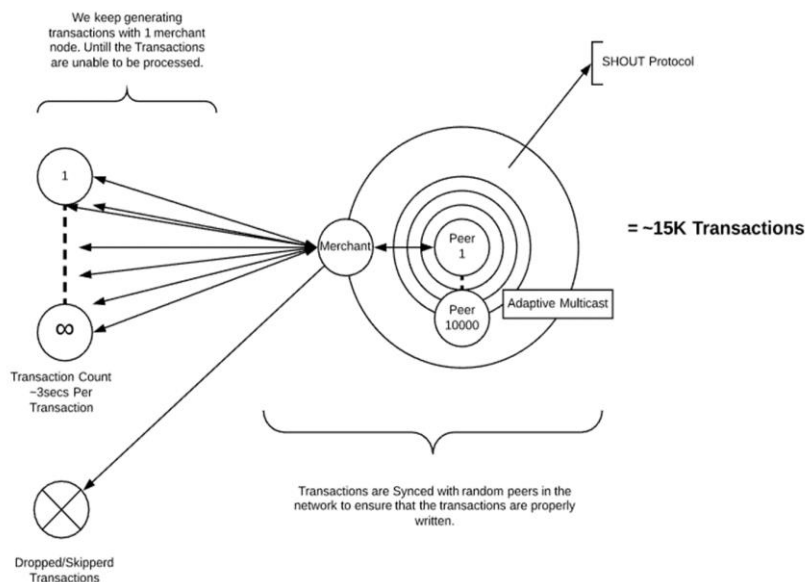 We keep generating
transactions with 1 merchant
node. Untill the Transactions
are unable to be processed.
SHOUT Protocol
1
Merchant
Peer
1
= ~15K Transactions
Adaptive Multicast
Peer
10000
∞
Transaction Count
~3secs Per
Transaction
Transactions are Synced with random peers in the
network to ensure that the transactions are properly
written.
Dropped/Skipperd
Transactions